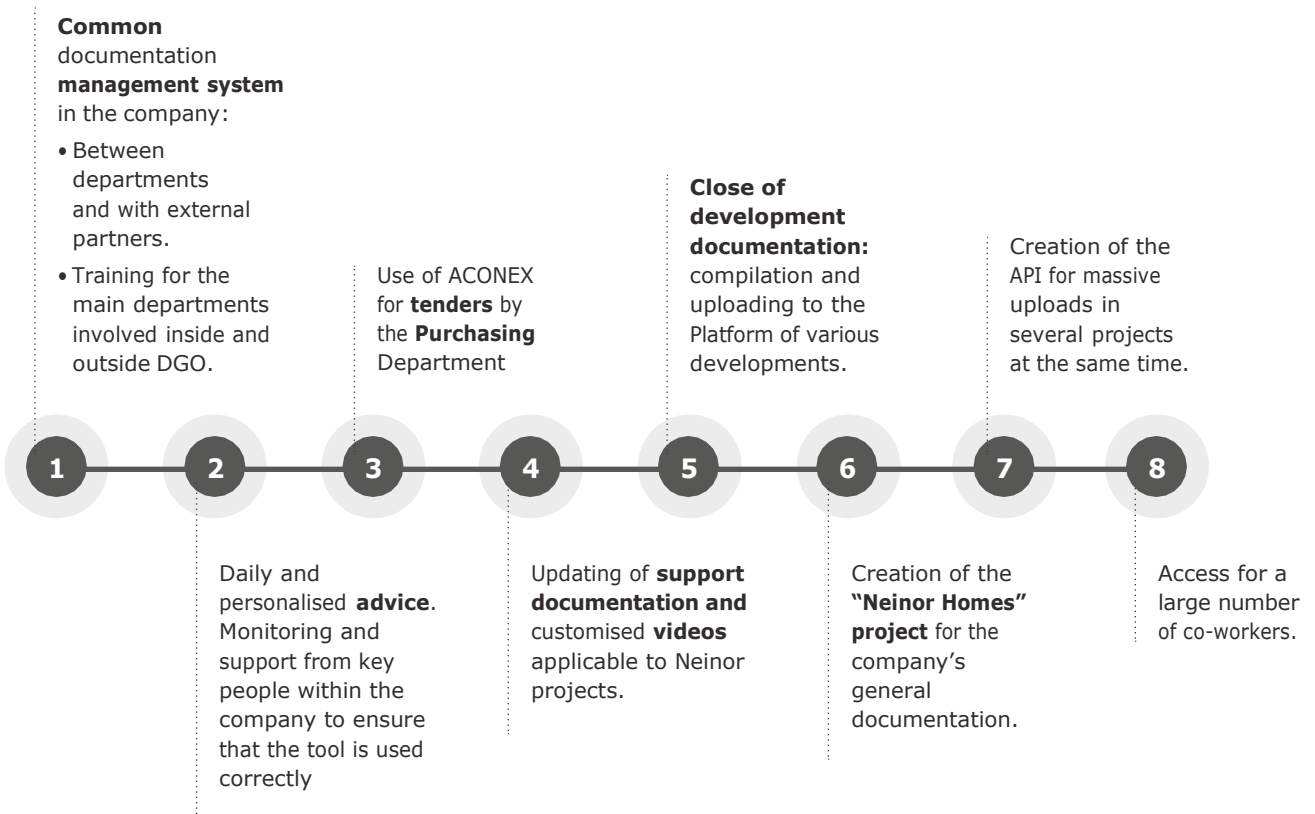 Common
documentation
management system
in the company:
• Between
departments
and with external
partners.
• Training for the
main departments
involved inside and
outside DGO.
Use of ACONEX
for tenders by
the Purchasing
Department
Close of
development
documentation:
compilation and
uploading to the
Platform of various
developments.
Creation of the
API for massive
uploads in
several projects
at the same time.
1 2 3 4 5 6 7 8
Daily and
personalised advice.
Monitoring and
support from key
people within the
company to ensure
that the tool is used
correctly
Updating of support
documentation and
customised videos
applicable to Neinor
projects.
Creation of the
“Neinor Homes”
project for the
company’s
general
documentation.
Access for a
large number
of co-workers.